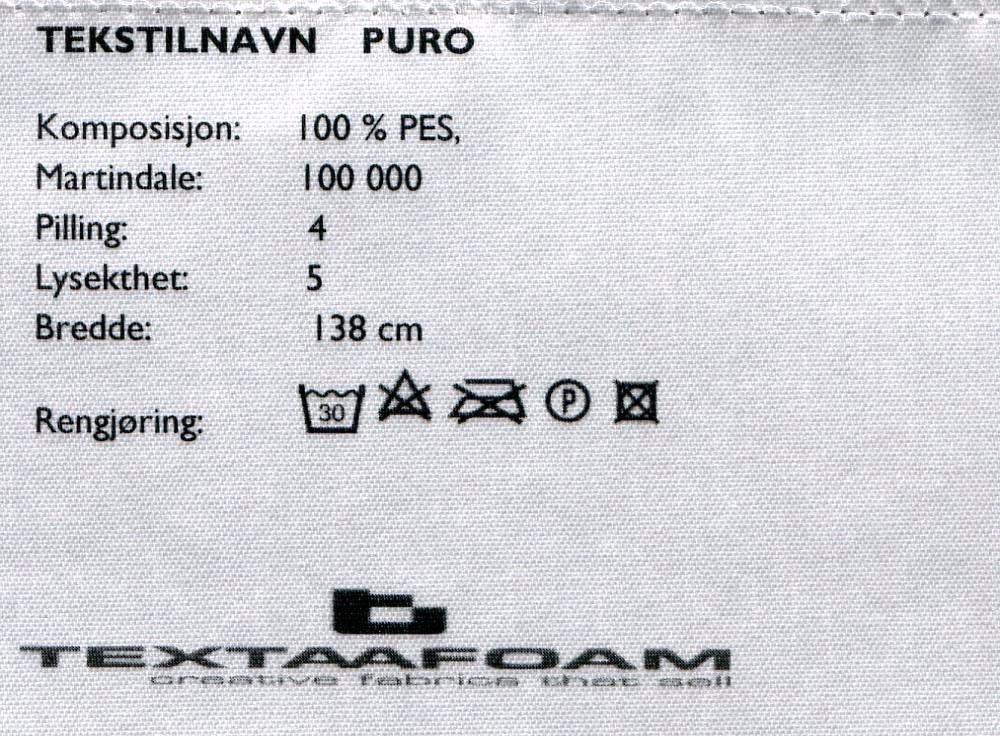 TEKSTILNAVN PURO
Komposisjon: 100 % PES,
Martindale: 100 000
Pilling: 4
Lysekthet: 5
Bredde: 138 cm
Rengjøring: 30 P
TEXTAAFOAM
creative fabrics that sell